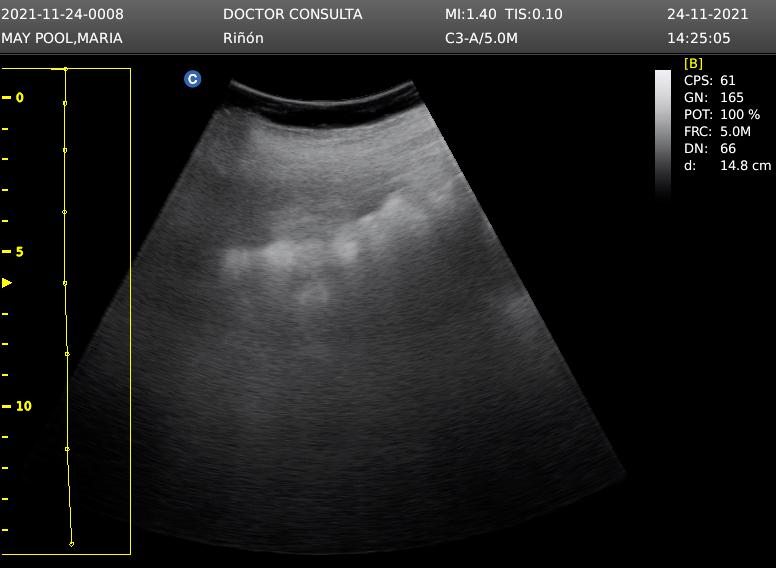 2021-11-24-0008 DOCTOR CONSULTA MI:1.40 TIS:0.10 24-11-2021
MAY POOL,MARIA Riñón C3-A/5.0M 14:25:05
C
[B]
CPS: 61
GN: 165
POT: 100 %
FRC: 5.0M
DN: 66
d: 14.8 cm
0
5
10